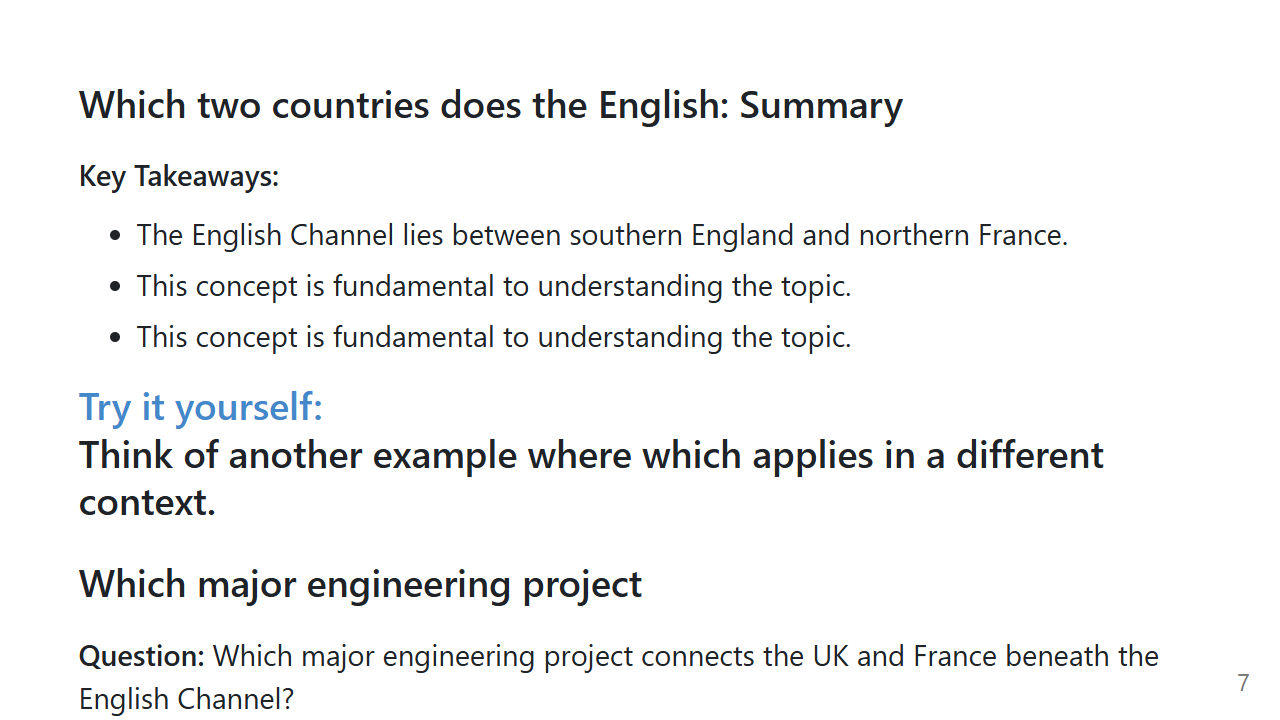 Which two countries does the English: Summary
Key Takeaways:
The English Channel lies between southern England and northern France.
This concept is fundamental to understanding the topic.
This concept is fundamental to understanding the topic.
Try it yourself:
Think of another example where which applies in a different
context.
Which major engineering project
Question: Which major engineering project connects the UK and France beneath the
English Channel?
7